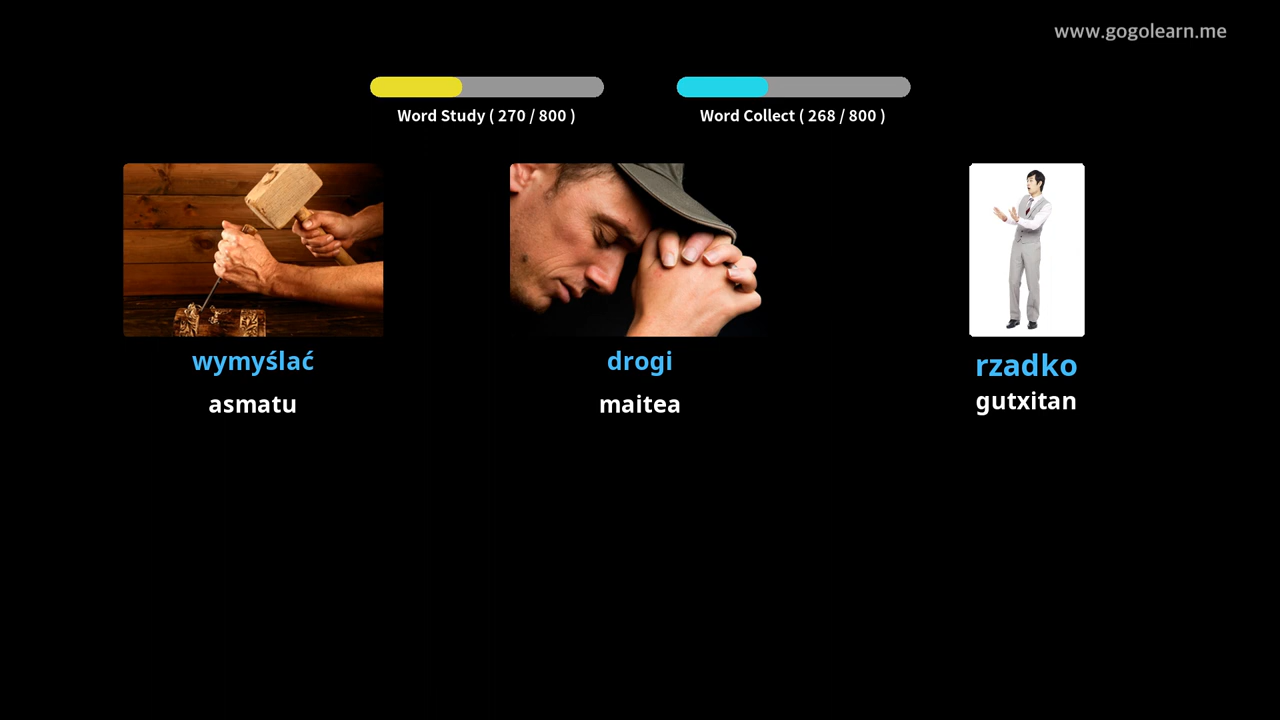 www.gogolearn.me
Word Study ( 270 / 800 )
Word Collect ( 268 / 800 )
wymyślać
asmatu
drogi
maitea
rzadko
gutxitan